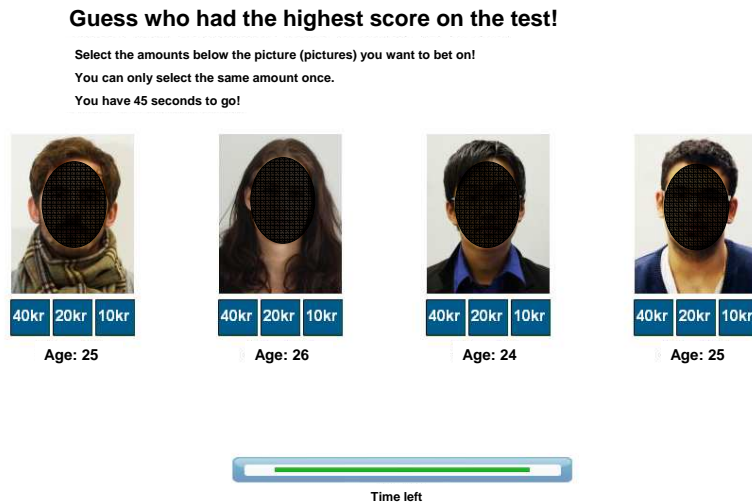 Guess who had the highest score on the test!
Select the amounts below the picture (pictures) you want to bet on!
You can only select the same amount once.
You have 45 seconds to go!
40kr 20kr 10kr 40kr 20kr 10kr 40kr 20kr 10kr 40kr 20kr 10kr
Age: 25 Age: 26 Age: 24 Age: 25
Time left